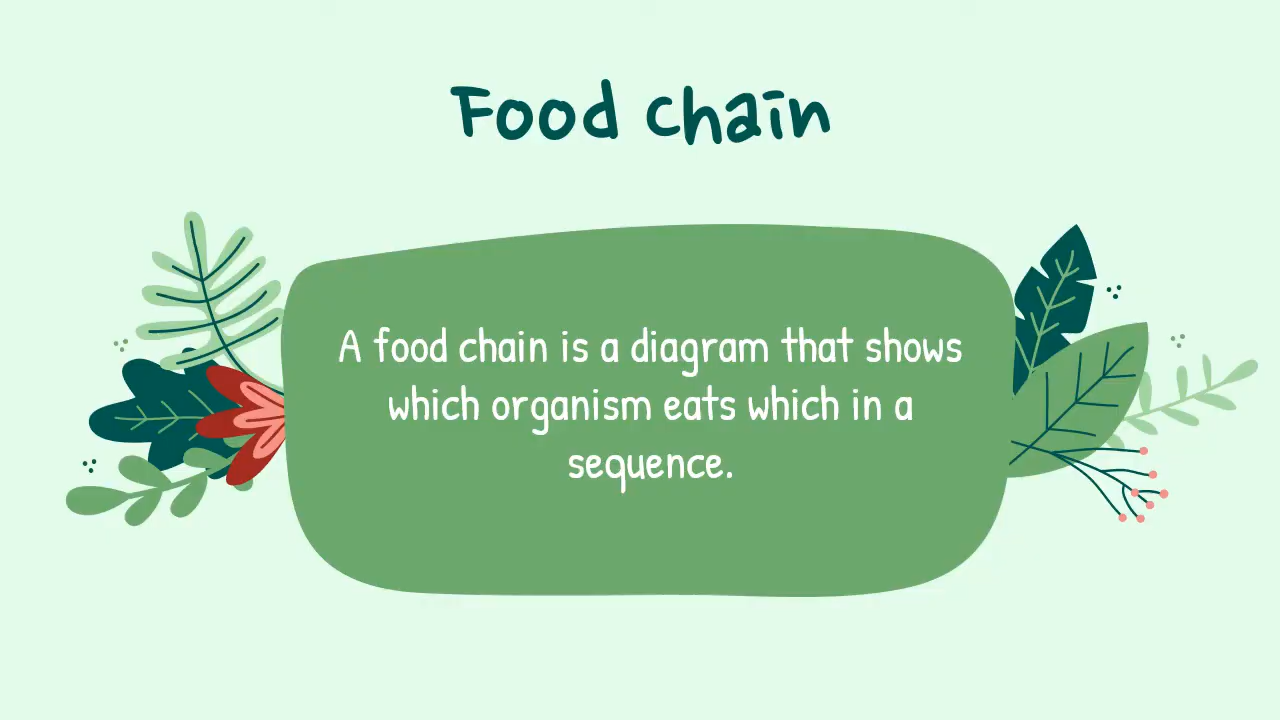 Food chain
A food chain is a diagram that shows
which organism eats which in a
sequence.